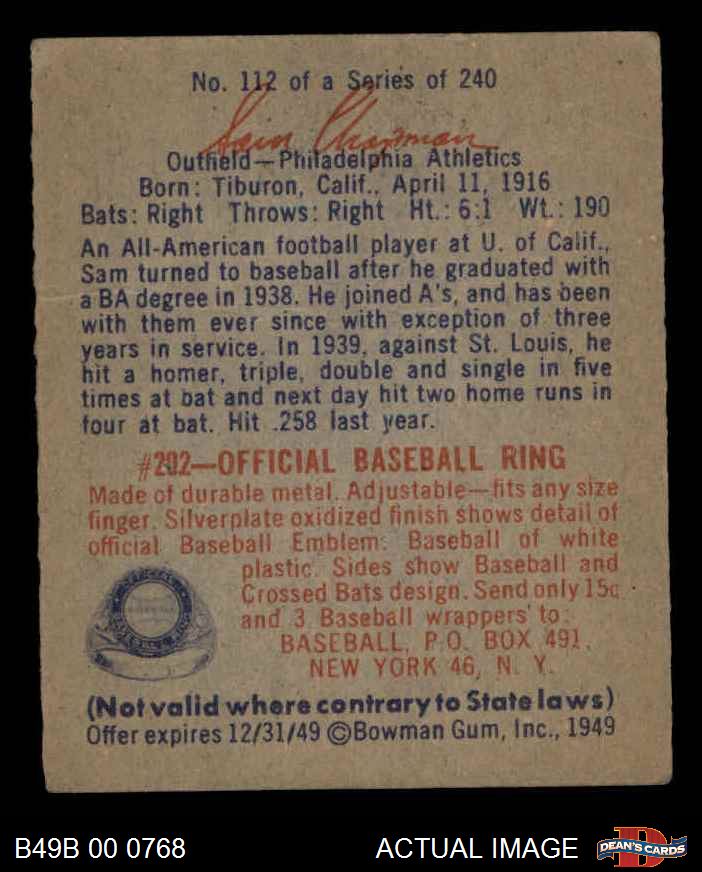 No. 112 of a Series of 240
Sam Chapman
Outfield—Philadelphia Athletics
Born: Tiburon, Calif., April 11, 1916
Bats: Right Throws: Right Ht.: 6:1 Wt.: 190
An All-American football player at U. of Calif.,
Sam turned to baseball after he graduated with
a BA degree in 1938. He joined A's, and has been
with them ever since with exception of three
years in service. In 1939, against St. Louis, he
hit a homer, triple, double and single in five
times at bat and next day hit two home runs in
four at bat. Hit .258 last year.
#202—OFFICIAL BASEBALL RING
Made of durable metal. Adjustable—fits any size
finger. Silverplate oxidized finish shows detail of
official Baseball Emblem. Baseball of white
plastic. Sides show Baseball and
Crossed Bats design. Send only 15c
and 3 Baseball wrappers to:
BASEBALL, P.O. BOX 491,
NEW YORK 46, N. Y.
OFFICIAL
BASEBALL RING
(Not valid where contrary to State laws)
Offer expires 12/31/49 ©Bowman Gum, Inc., 1949
B49B 00 0768
ACTUAL IMAGE
D
DEAN'S CARDS